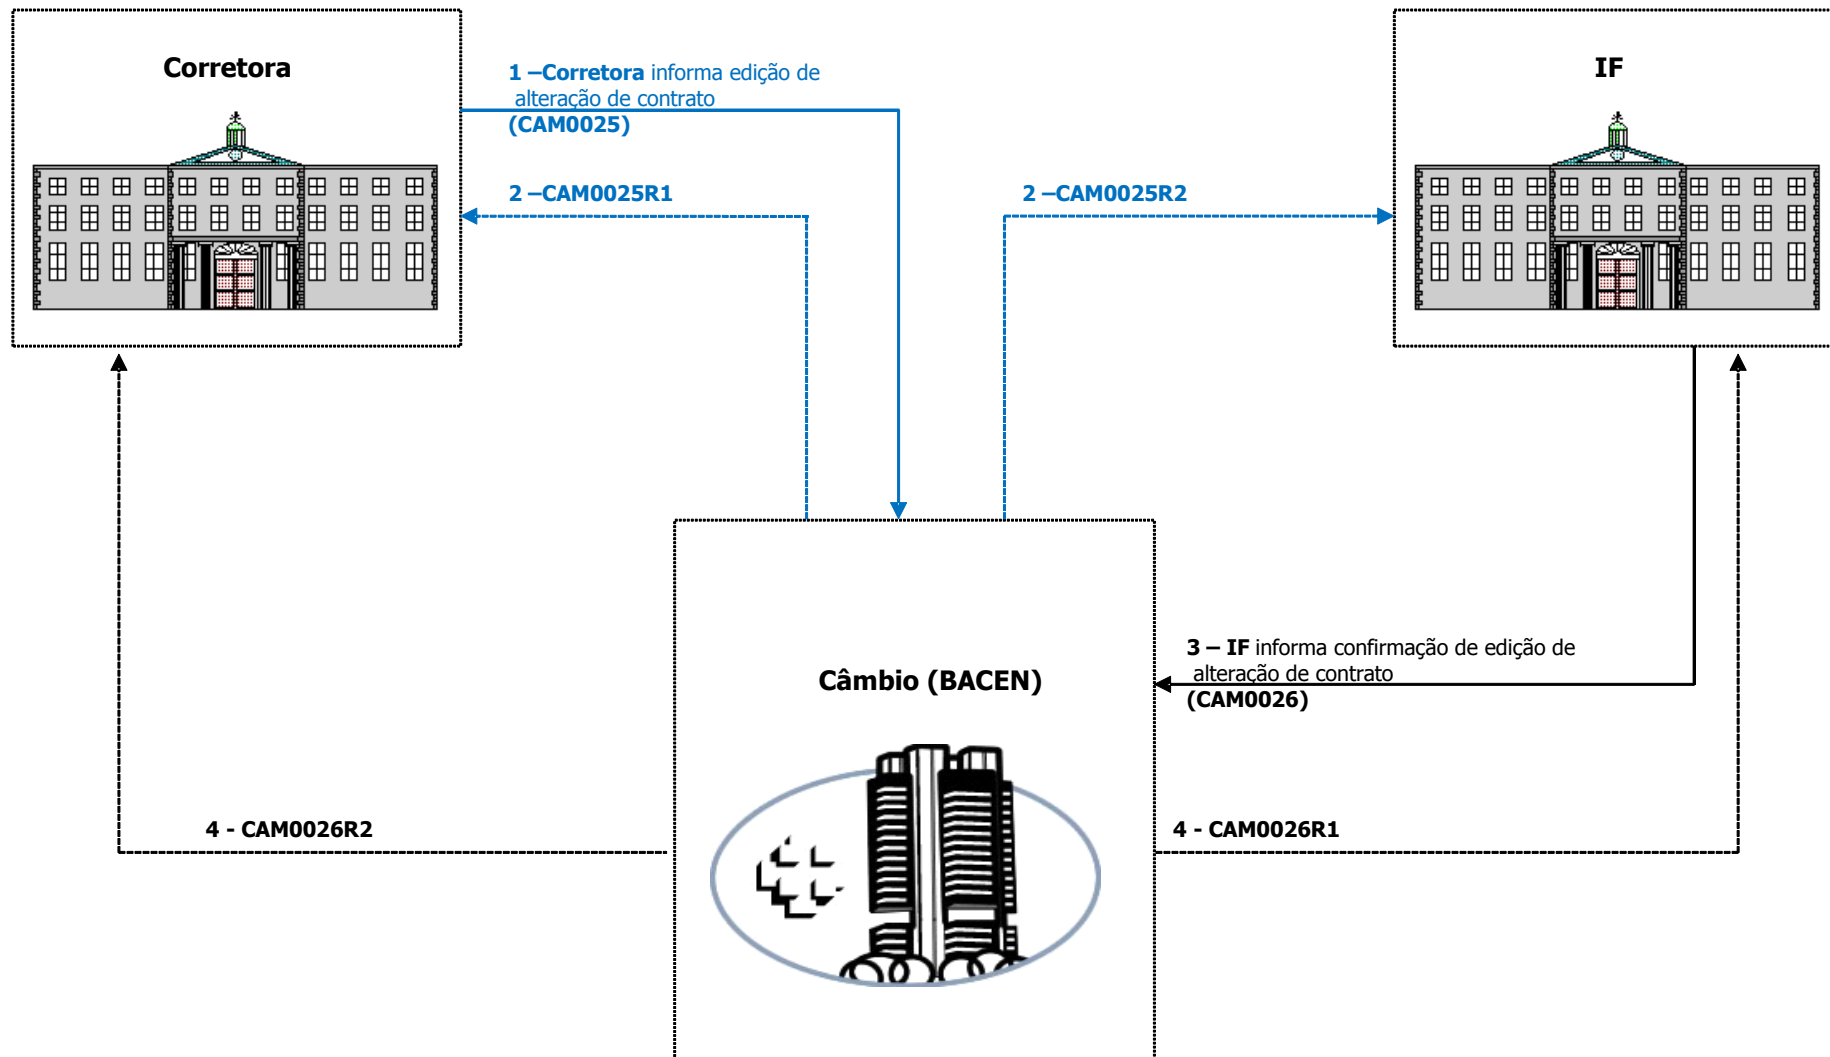 Corretora
IF
1 –Corretora informa edição de
alteração de contrato
(CAM0025)
2 –CAM0025R1
2 –CAM0025R2
3 – IF informa confirmação de edição de
alteração de contrato
(CAM0026)
Câmbio (BACEN)
4 - CAM0026R2
4 - CAM0026R1